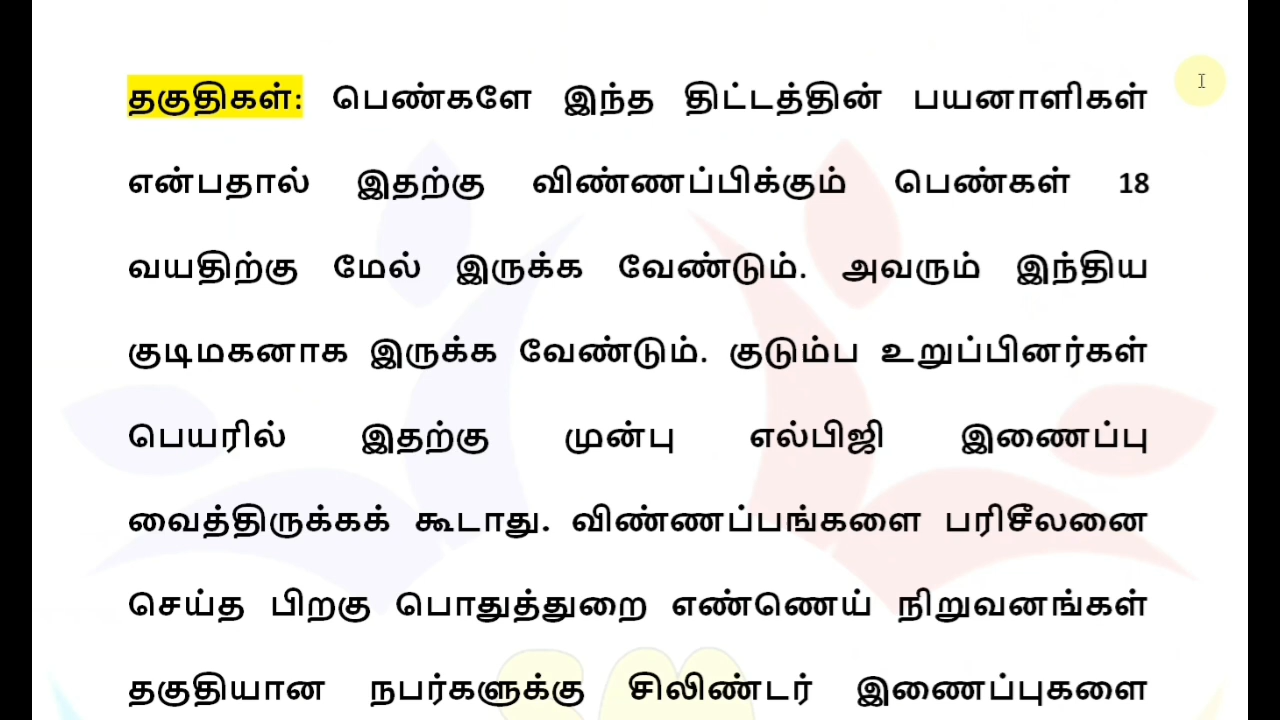 தகுதிகள்: பெண்களே இந்த திட்டத்தின் பயனாளிகள்
என்பதால் இதற்கு விண்ணப்பிக்கும் பெண்கள் 18
வயதிற்கு மேல் இருக்க வேண்டும். அவரும் இந்திய
குடிமகனாக இருக்க வேண்டும். குடும்ப உறுப்பினர்கள்
பெயரில் இதற்கு முன்பு எல்பிஜி இணைப்பு
வைத்திருக்கக் கூடாது. விண்ணப்பங்களை பரிசீலனை
செய்த பிறகு பொதுத்துறை எண்ணெய் நிறுவனங்கள்
தகுதியான நபர்களுக்கு சிலிண்டர் இணைப்புகளை